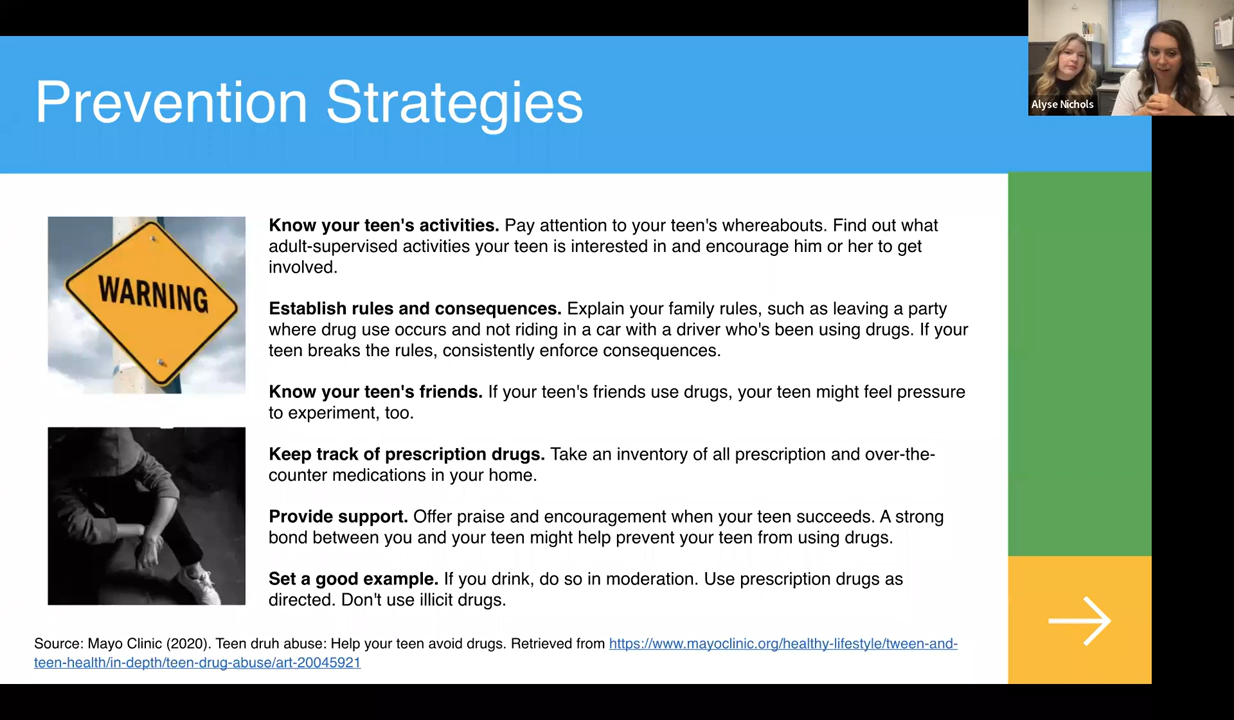 Prevention Strategies
Alyse Nichols
WARNING
Know your teen's activities. Pay attention to your teen's whereabouts. Find out what
adult-supervised activities your teen is interested in and encourage him or her to get
involved.
Establish rules and consequences. Explain your family rules, such as leaving a party
where drug use occurs and not riding in a car with a driver who's been using drugs. If your
teen breaks the rules, consistently enforce consequences.
Know your teen's friends. If your teen's friends use drugs, your teen might feel pressure
to experiment, too.
Keep track of prescription drugs. Take an inventory of all prescription and over-the-
counter medications in your home.
Provide support. Offer praise and encouragement when your teen succeeds. A strong
bond between you and your teen might help prevent your teen from using drugs.
Set a good example. If you drink, do so in moderation. Use prescription drugs as
directed. Don't use illicit drugs.
Source: Mayo Clinic (2020). Teen druh abuse: Help your teen avoid drugs. Retrieved from https://www.mayoclinic.org/healthy-lifestyle/tween-and-
teen-health/in-depth/teen-drug-abuse/art-20045921